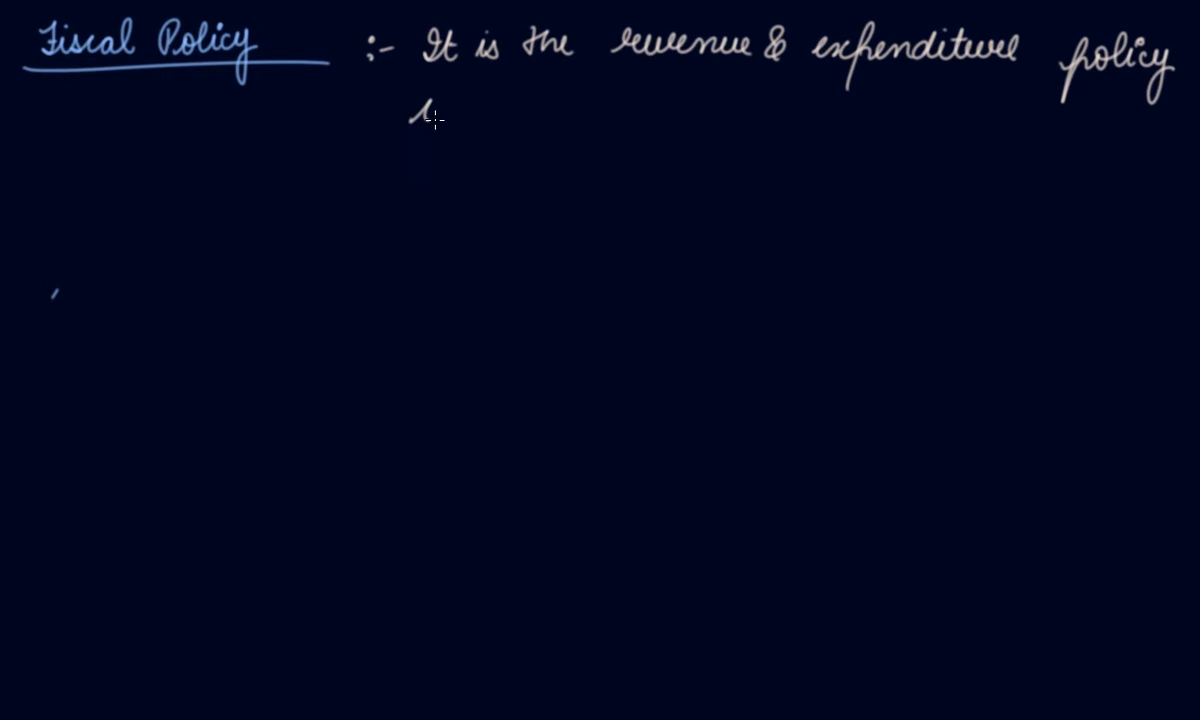 Fiscal Policy :- It is the revenue & expenditure policy